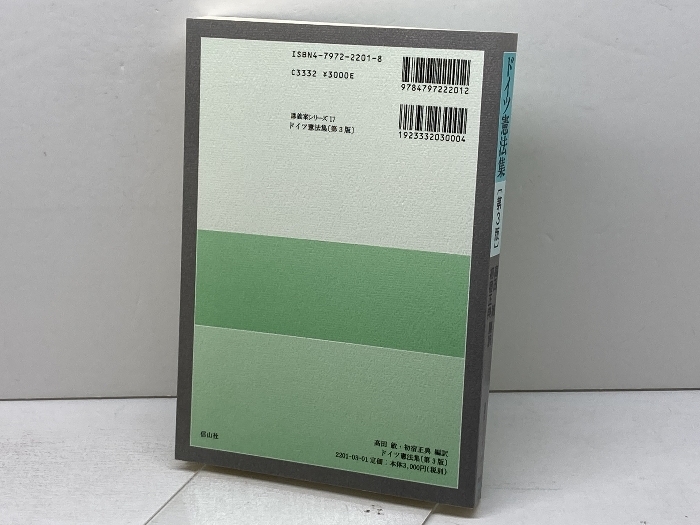 ISBN4-7972-2201-8
C3332 ¥3000E
9784797222012
1923332030004
講義案シリーズ 17
ドイツ憲法集〔第3版〕
信山社
高田 敏・初宿正典 編訳
ドイツ憲法集〔第3版〕
2201-03-01 定価：本体3,000円(税別)
ドイツ憲法集 〔第3版〕